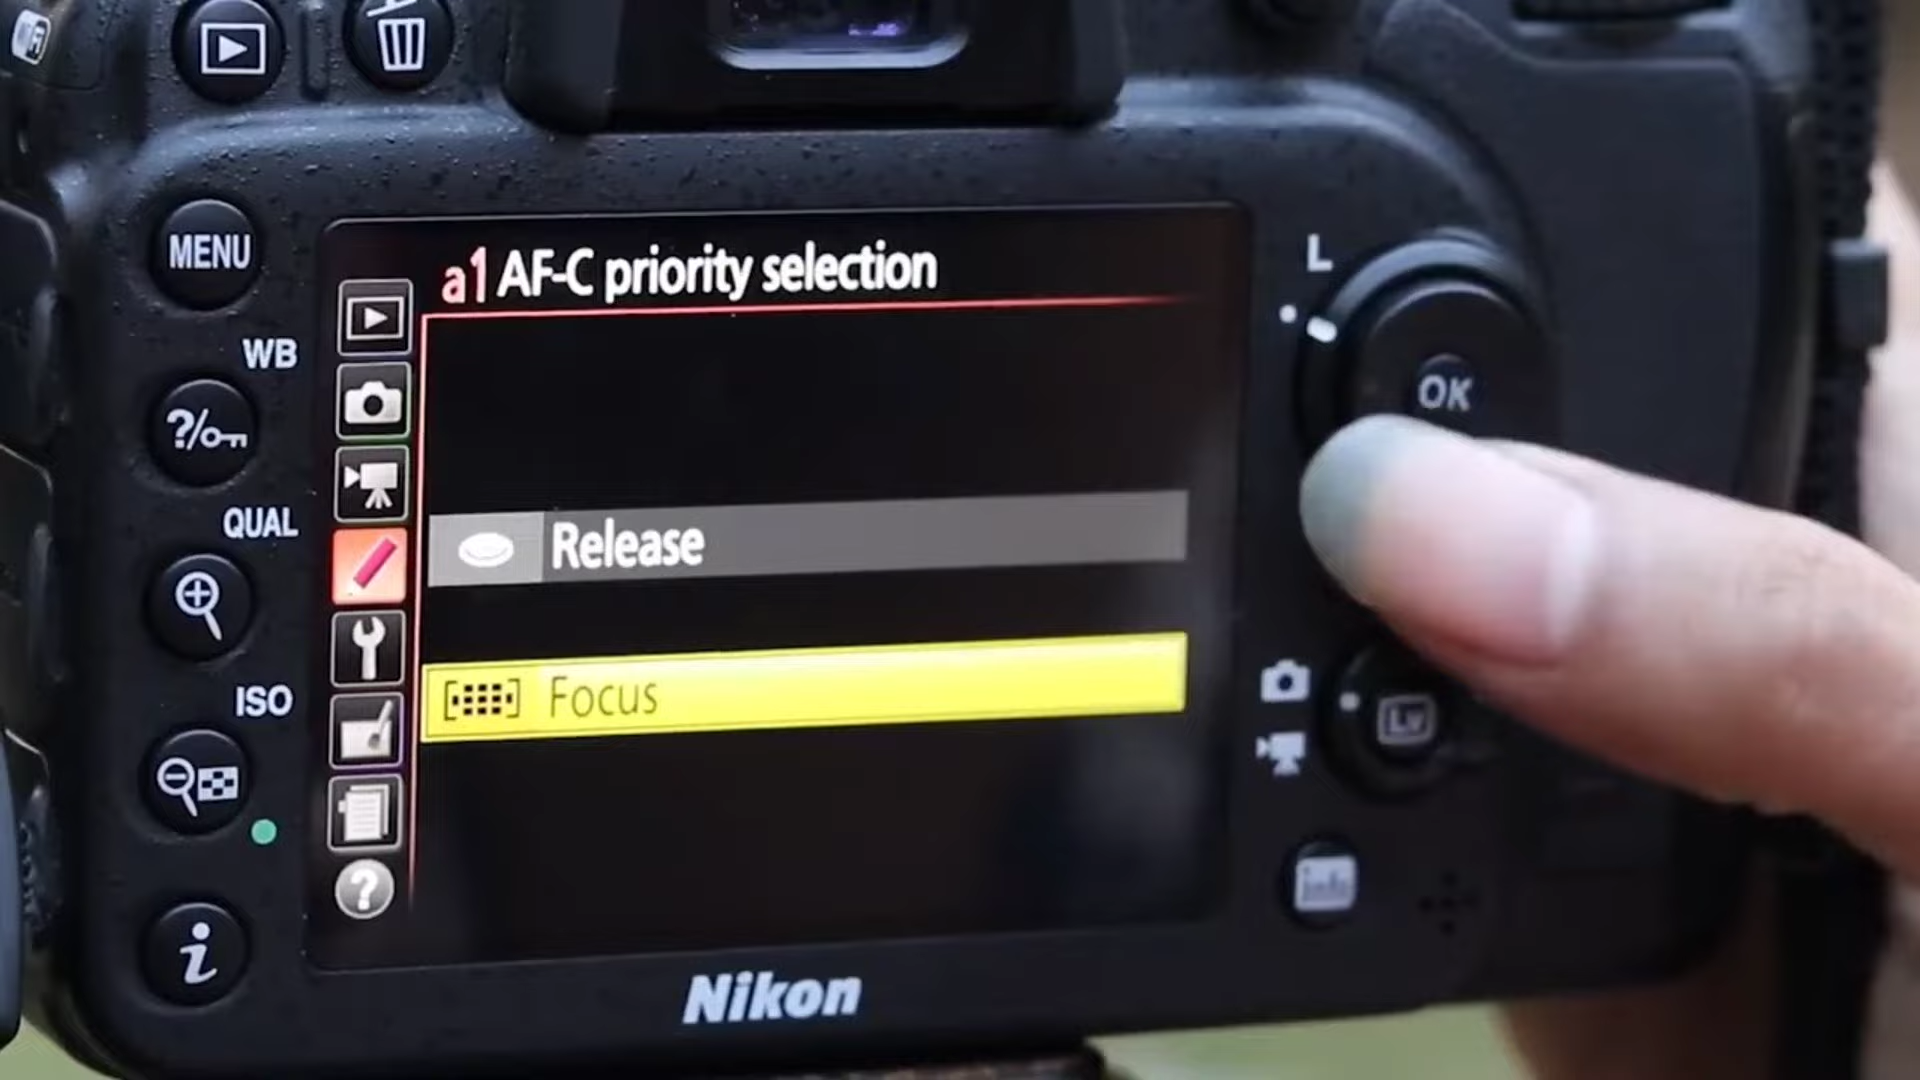 MENU
WB
?
QUAL
ISO
i
a1 AF-C priority selection
Release
Focus
?
L
OK
Lv
info
Nikon